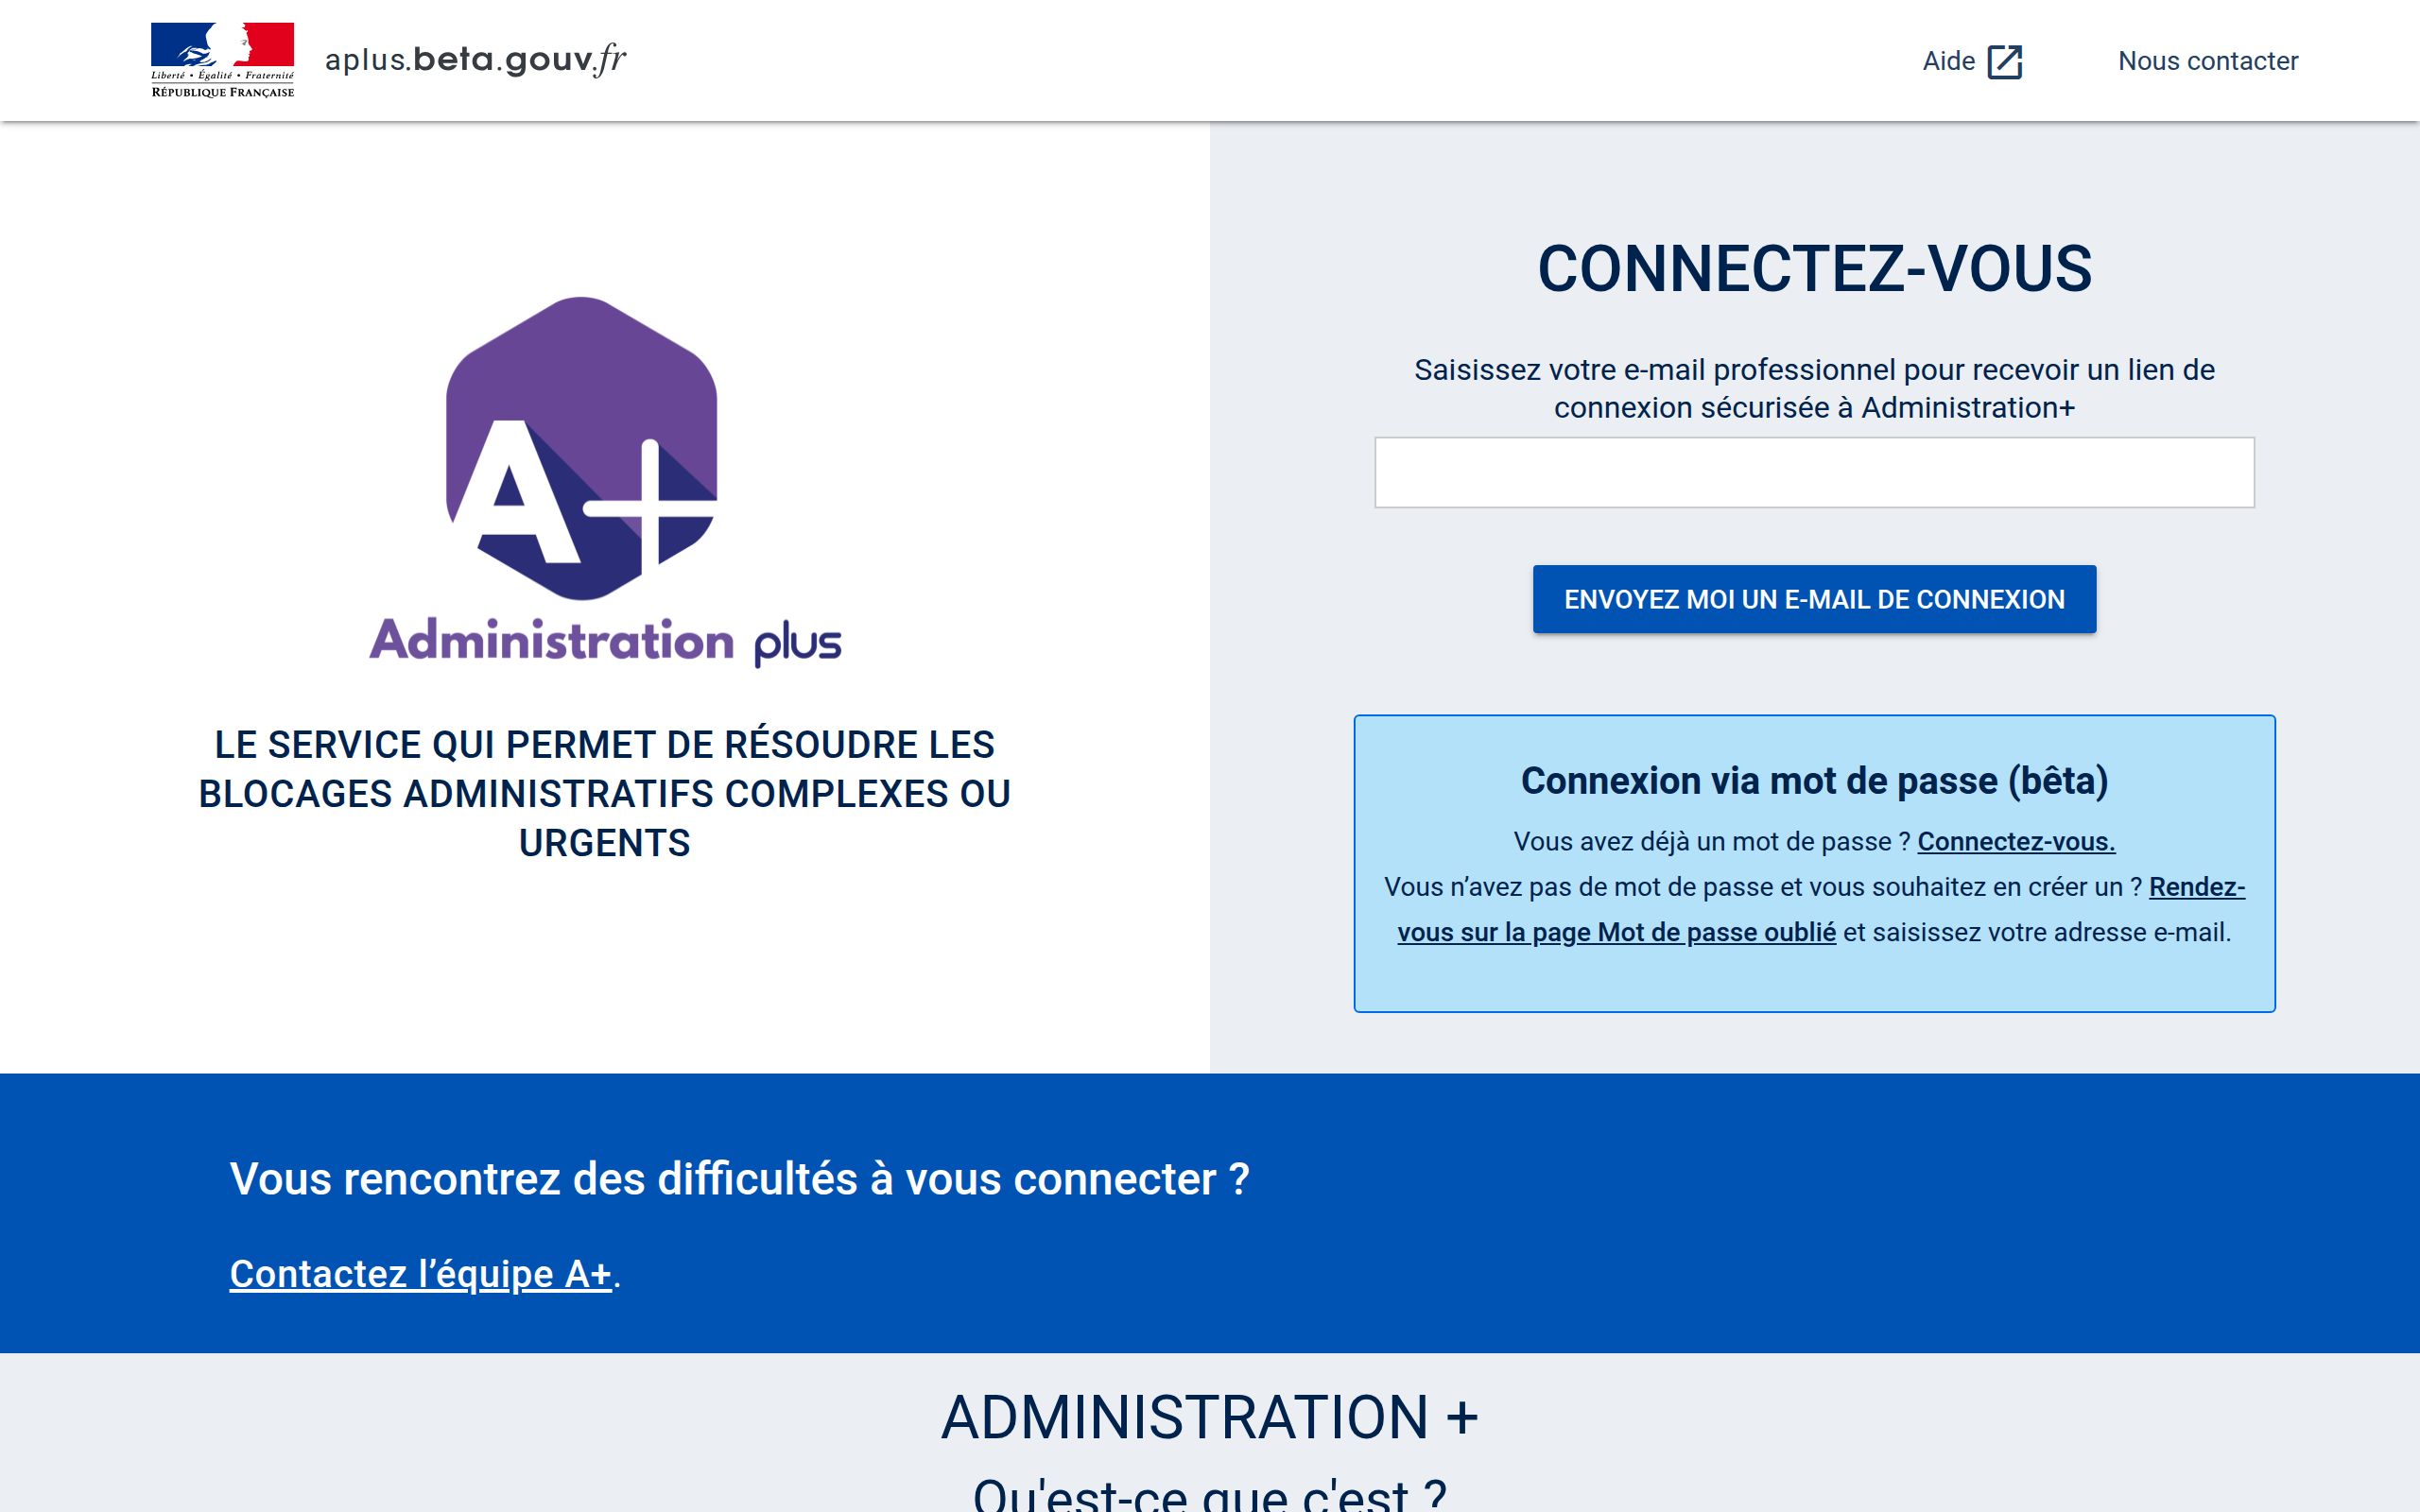 Liberté • Égalité • Fraternité
RÉPUBLIQUE FRANÇAISE
aplus.beta.gouv.fr
Aide
Nous contacter
A+
Administration plus
LE SERVICE QUI PERMET DE RÉSOUDRE LES
BLOCAGES ADMINISTRATIFS COMPLEXES OU
URGENTS
CONNECTEZ-VOUS
Saisissez votre e-mail professionnel pour recevoir un lien de
connexion sécurisée à Administration+
ENVOYEZ MOI UN E-MAIL DE CONNEXION
Connexion via mot de passe (bêta)
Vous avez déjà un mot de passe ? Connectez-vous.
Vous n’avez pas de mot de passe et vous souhaitez en créer un ? Rendez-
vous sur la page Mot de passe oublié et saisissez votre adresse e-mail.
Vous rencontrez des difficultés à vous connecter ?
Contactez l’équipe A+.
ADMINISTRATION +
Qu'est-ce que c'est ?